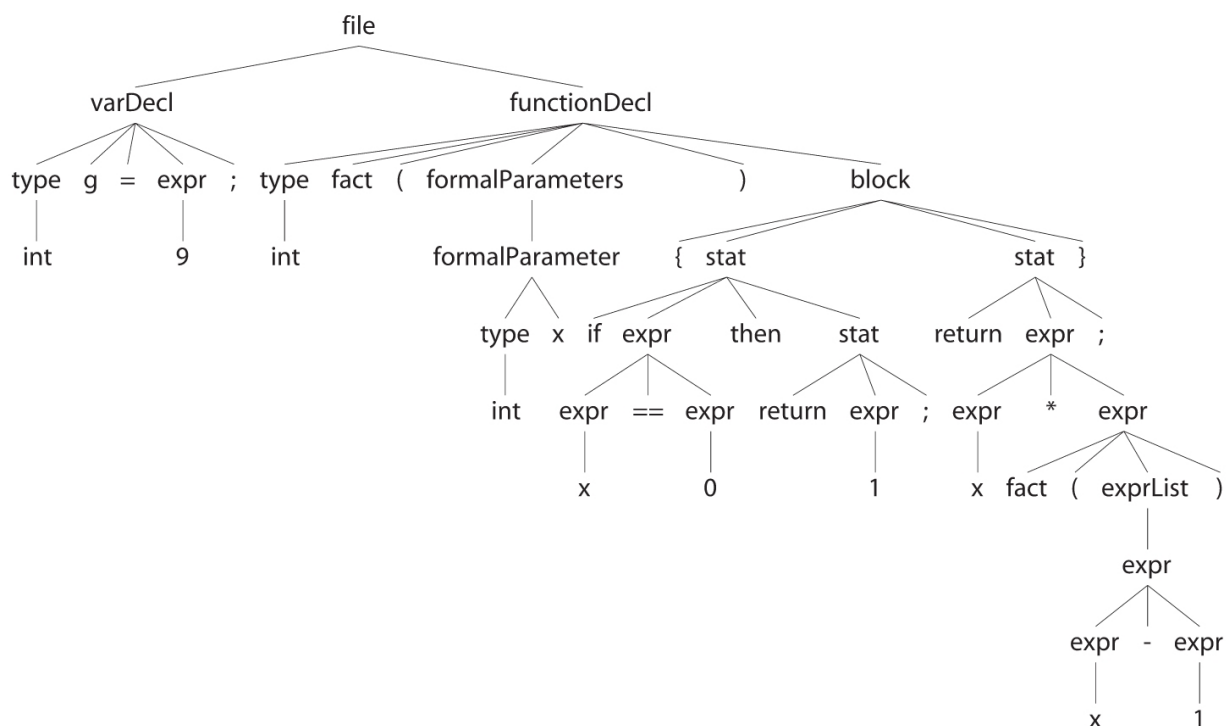 file
varDecl functionDecl
type g = expr ; type fact ( formalParameters ) block
int 9 int formalParameter { stat stat }
type x if expr then stat return expr ;
int expr == expr return expr ; expr * expr
x 0 1 x fact ( exprList )
expr
expr - expr
x 1